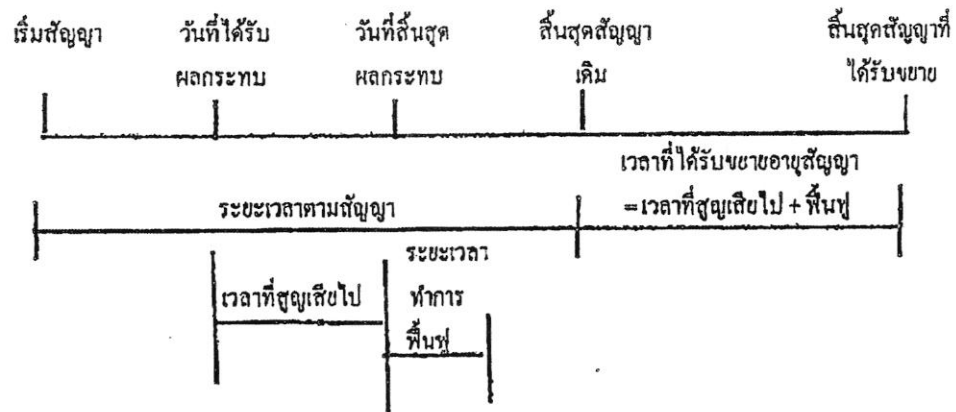 เริ่มสัญญา วันที่ได้รับ วันที่สิ้นสุด สิ้นสุดสัญญา สิ้นสุดสัญญาที่
ผลกระทบ ผลกระทบ เดิม ได้รับขยาย
เวลาที่ได้รับขยายอายุสัญญา
ระยะเวลาตามสัญญา =เวลาที่สูญเสียไป + ฟื้นฟู
ระยะเวลา
เวลาที่สูญเสียไป ทำการ
ฟื้นฟู